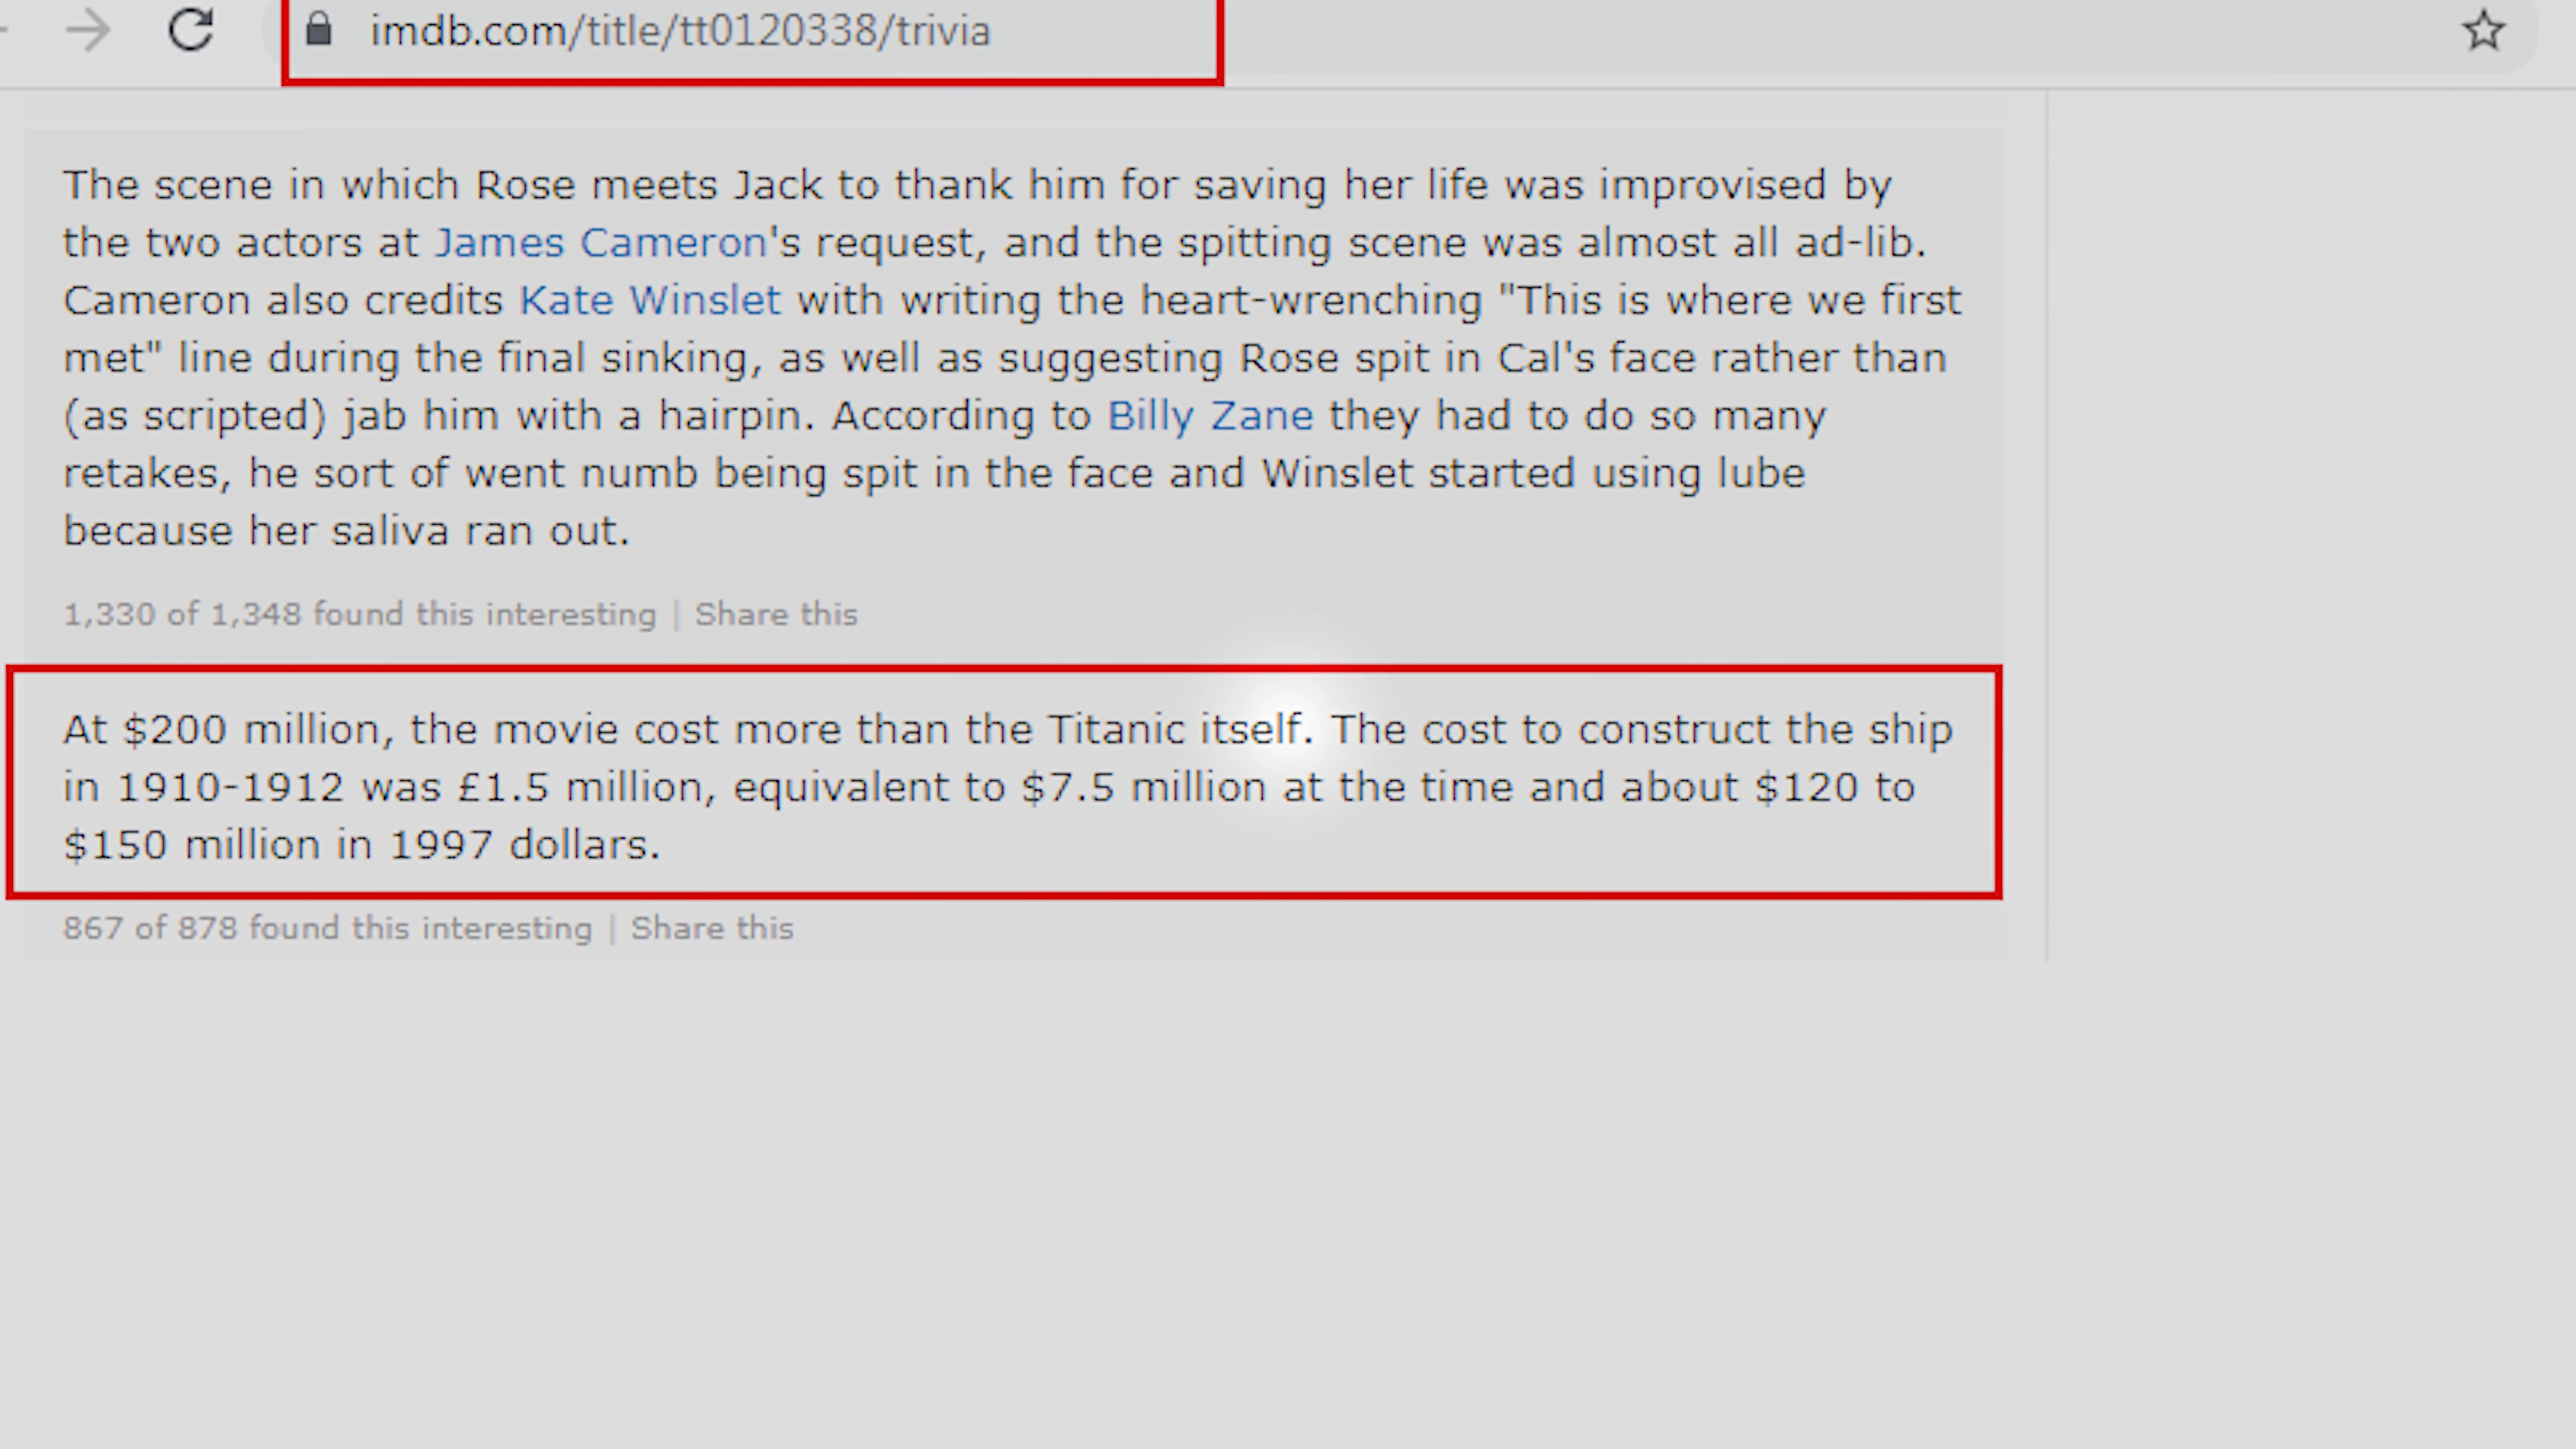 imdb.com/title/tt0120338/trivia
The scene in which Rose meets Jack to thank him for saving her life was improvised by
the two actors at James Cameron's request, and the spitting scene was almost all ad-lib.
Cameron also credits Kate Winslet with writing the heart-wrenching "This is where we first
met" line during the final sinking, as well as suggesting Rose spit in Cal's face rather than
(as scripted) jab him with a hairpin. According to Billy Zane they had to do so many
retakes, he sort of went numb being spit in the face and Winslet started using lube
because her saliva ran out.
1,330 of 1,348 found this interesting | Share this
At $200 million, the movie cost more than the Titanic itself. The cost to construct the ship
in 1910-1912 was £1.5 million, equivalent to $7.5 million at the time and about $120 to
$150 million in 1997 dollars.
867 of 878 found this interesting | Share this